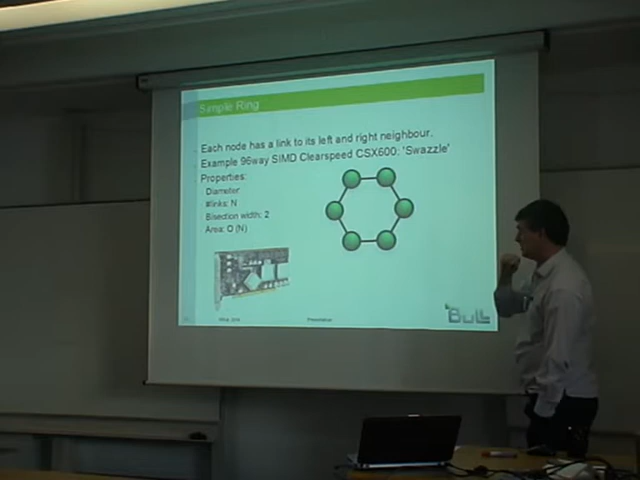 Simple Ring
Each node has a link to its left and right neighbour.
Example 96way SIMD Clearspeed CSX600: 'Swazzle'
Properties:
Diameter
#links: N
Bisection width: 2
Area: O (N)
Presentation
Bull